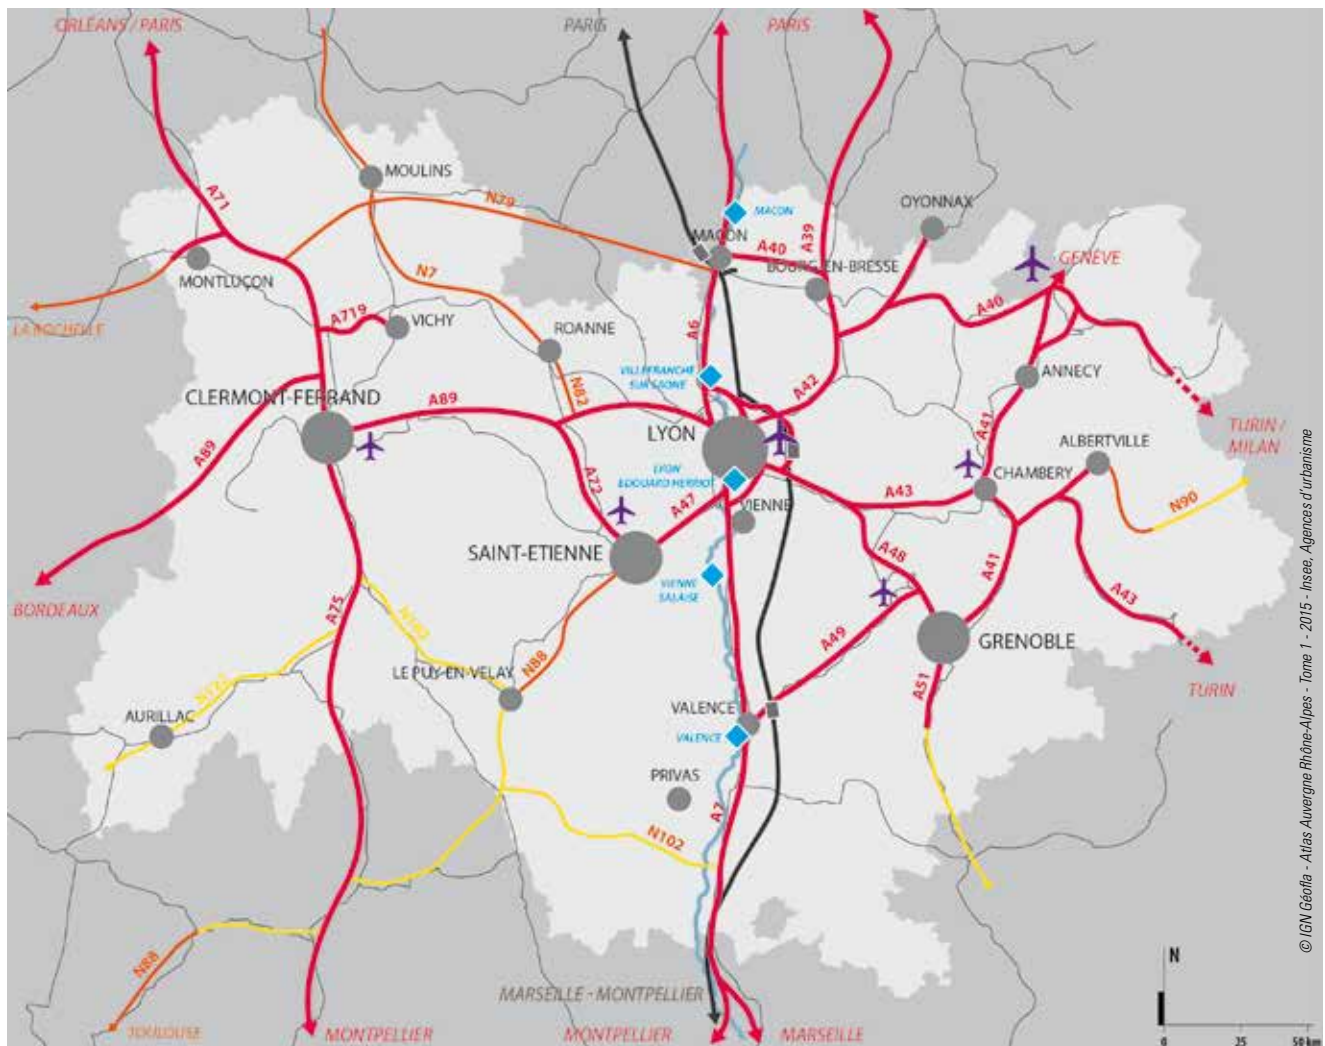 ORLÉANS / PARIS
PARIS
PARIS
MOULINS
A71
N79
MACON
OYONNAX
MACON
A40
A39
GENÈVE
BOURG-EN-BRESSE
MONTLUÇON
N7
A40
LA ROCHELLE
A719
VICHY
ROANNE
A6
VILLEFRANCHE
SUR SAONE
ANNECY
CLERMONT-FERRAND
A89
N82
A42
LYON
A41
ALBERTVILLE
TURIN /
MILAN
A89
A72
LYON
EDOUARD HERRIOT
CHAMBERY
A43
N90
A47
VIENNE
SAINT-ETIENNE
A48
A41
VIENNE
SALAISE
A43
BORDEAUX
A75
A49
GRENOBLE
LE PUY-EN-VELAY
N88
A51
TURIN
AURILLAC
VALENCE
VALENCE
PRIVAS
A7
N102
N88
MARSEILLE - MONTPELLIER
TOULOUSE
MONTPELLIER
MONTPELLIER
MARSEILLE
N
0 25 50 km
© IGN Géofla - Atlas Auvergne Rhône-Alpes - Tome 1 - 2015 - Insee, Agences d'urbanisme